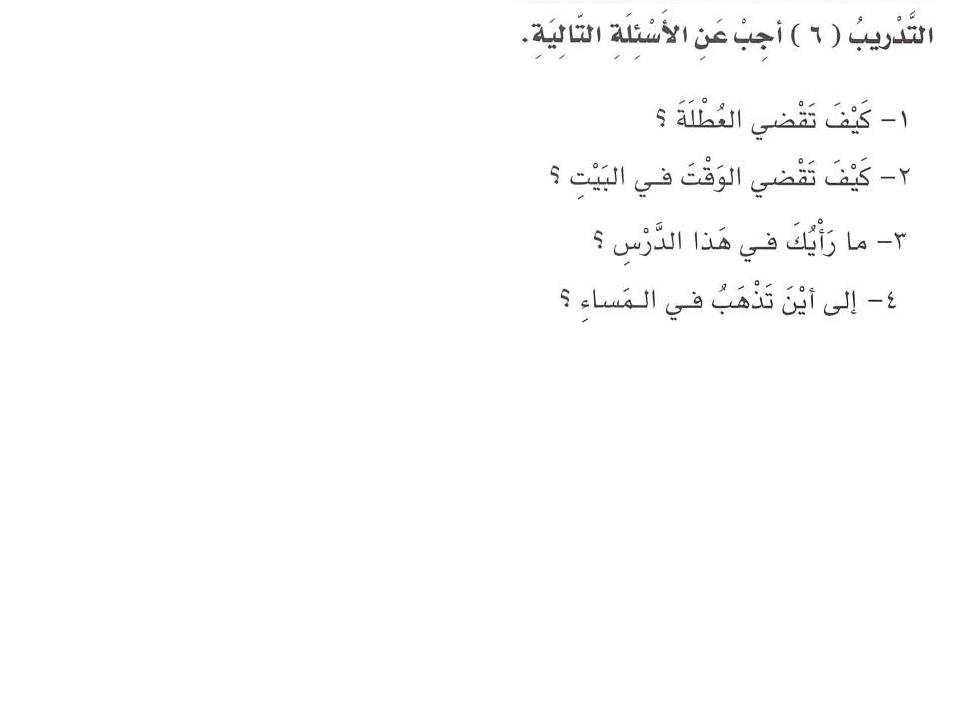 التَّدْريبُ ( ٦ ) أجِبْ عَنِ الأَسْئِلَةِ التّالِيَةِ.
١- كَيْفَ تَقْضي العُطْلَةَ ؟
٢- كَيْفَ تَقْضي الوَقْتَ في البَيْتِ ؟
٣- ما رَأْيُكَ في هَذا الدَّرْسِ ؟
٤- إلى أيْنَ تَذْهَبُ في المَساءِ ؟